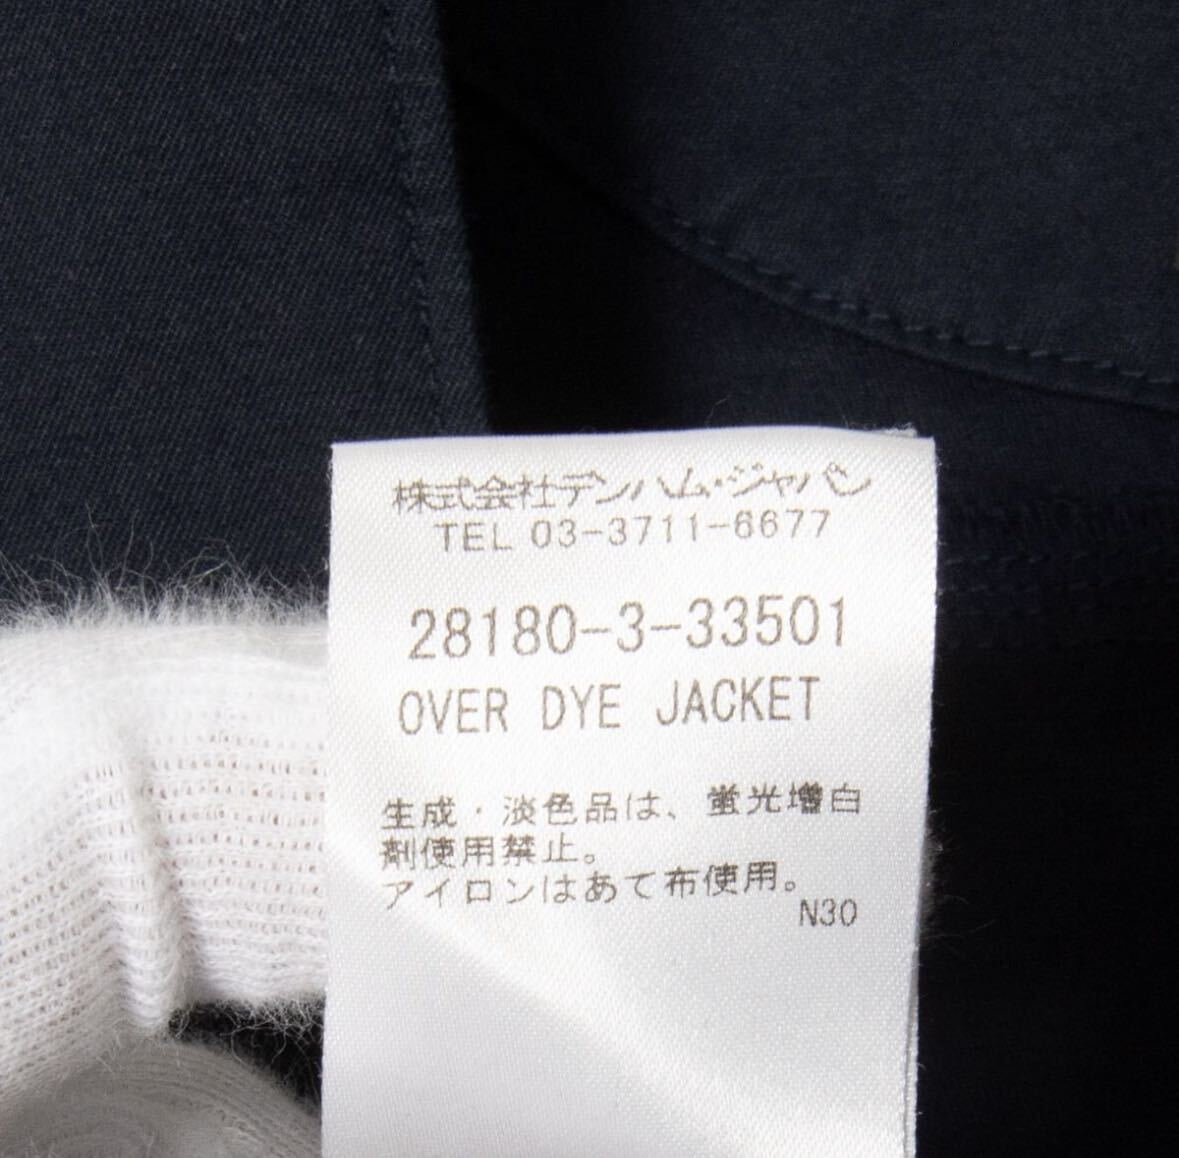 株式会社デンハム・ジャパン
TEL 03-3711-6677
28180-3-33501
OVER DYE JACKET
生成・淡色品は、蛍光増白
剤使用禁止。
アイロンはあて布使用。
N30